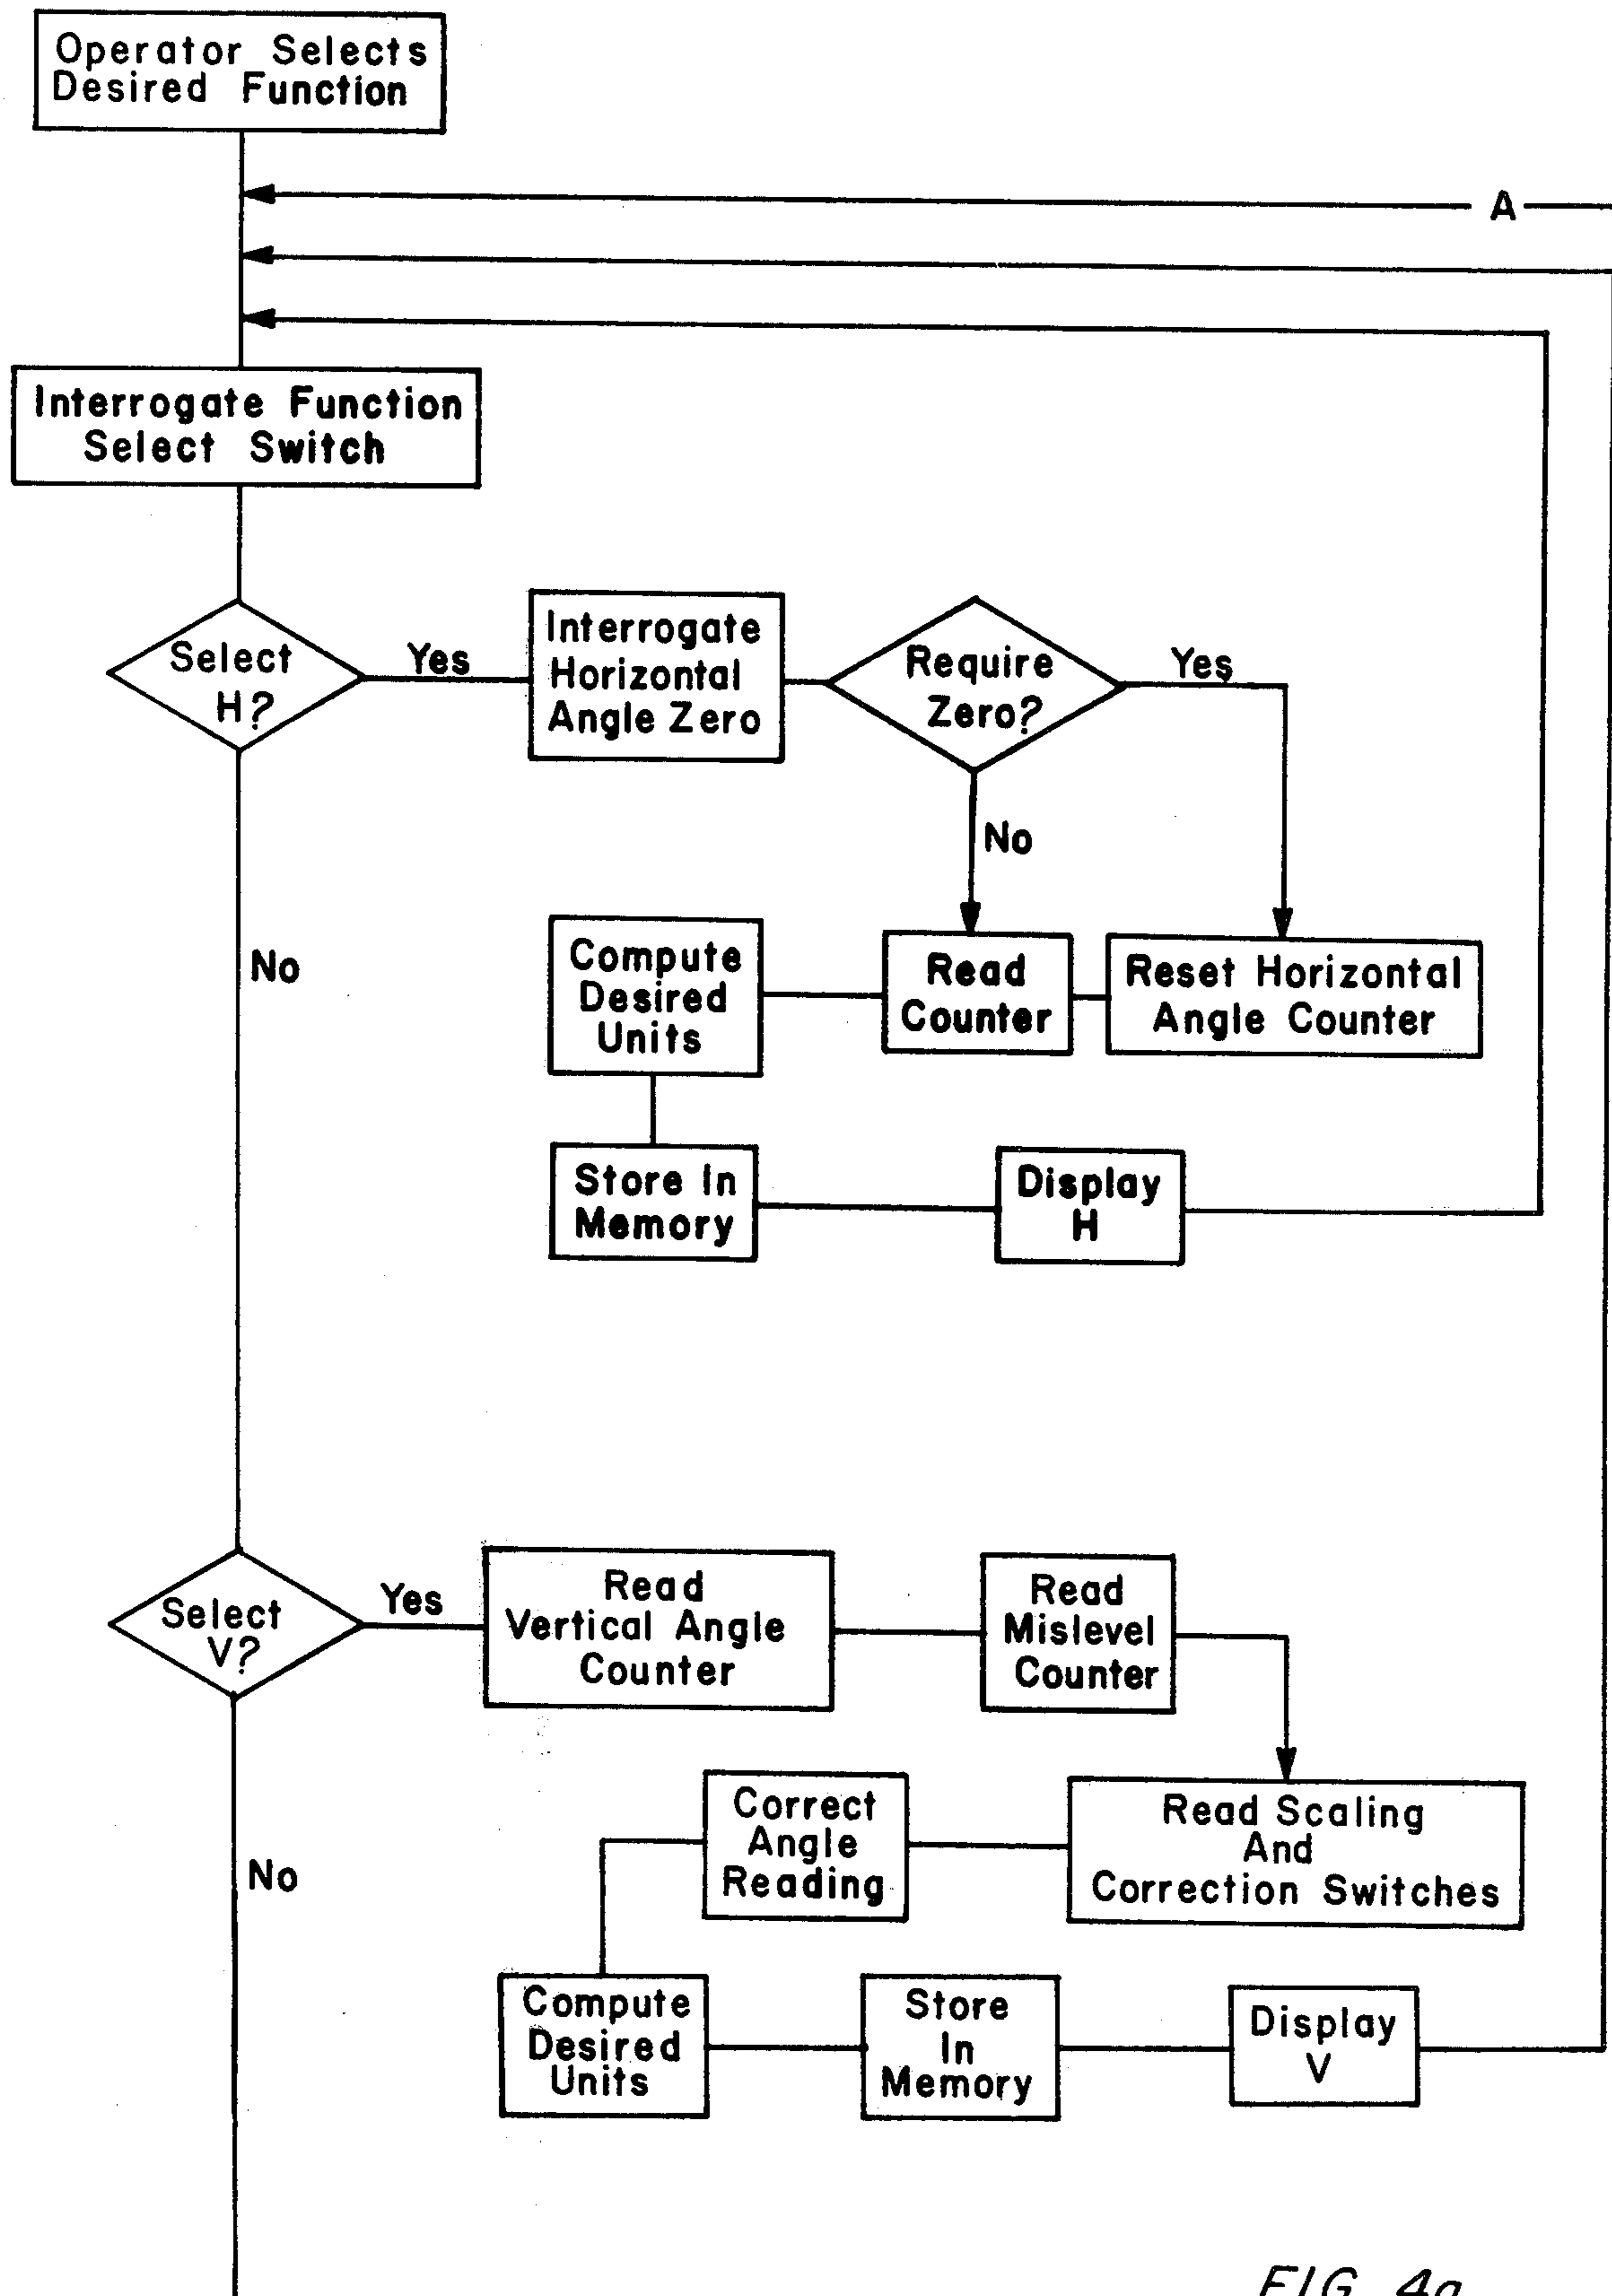 Operator Selects
Desired Function
A
Interrogate Function
Select Switch
Select
H?
Yes
Interrogate
Horizontal
Angle Zero
Require
Zero?
Yes
No
No
Compute
Desired
Units
Read
Counter
Reset Horizontal
Angle Counter
Store In
Memory
Display
H
Select
V?
Yes
Read
Vertical Angle
Counter
Read
Mislevel
Counter
No
Correct
Angle
Reading
Read Scaling
And
Correction Switches
Compute
Desired
Units
Store
In
Memory
Display
V
FIG. 4a